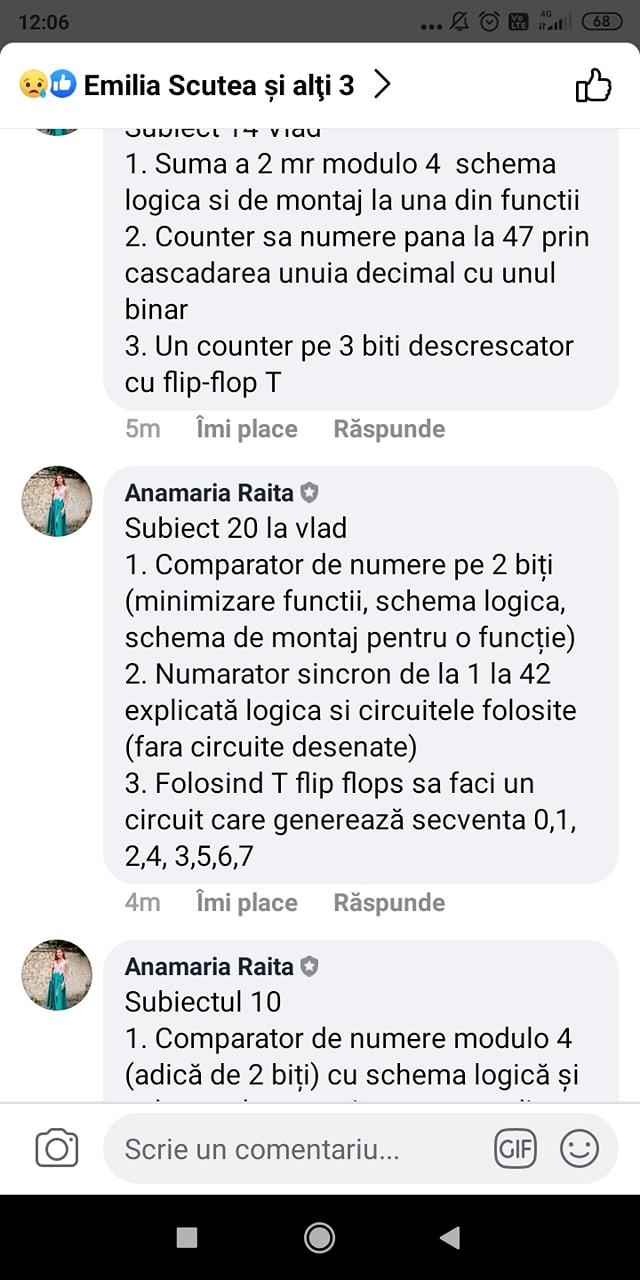 12:06
4G
Vo
LTE
68
Emilia Scutea și alți 3
Subiect 14 Vlad
1. Suma a 2 mr modulo 4 schema
logica si de montaj la una din functii
2. Counter sa numere pana la 47 prin
cascadarea unuia decimal cu unul
binar
3. Un counter pe 3 biti descrescator
cu flip-flop T
5m Îmi place Răspunde
Anamaria Raita
Subiect 20 la vlad
1. Comparator de numere pe 2 biți
(minimizare functii, schema logica,
schema de montaj pentru o funcție)
2. Numarator sincron de la 1 la 42
explicată logica si circuitele folosite
(fara circuite desenate)
3. Folosind T flip flops sa faci un
circuit care generează secventa 0,1,
2,4, 3,5,6,7
4m Îmi place Răspunde
Anamaria Raita
Subiectul 10
1. Comparator de numere modulo 4
(adică de 2 biți) cu schema logică și
Scrie un comentariu...
GIF